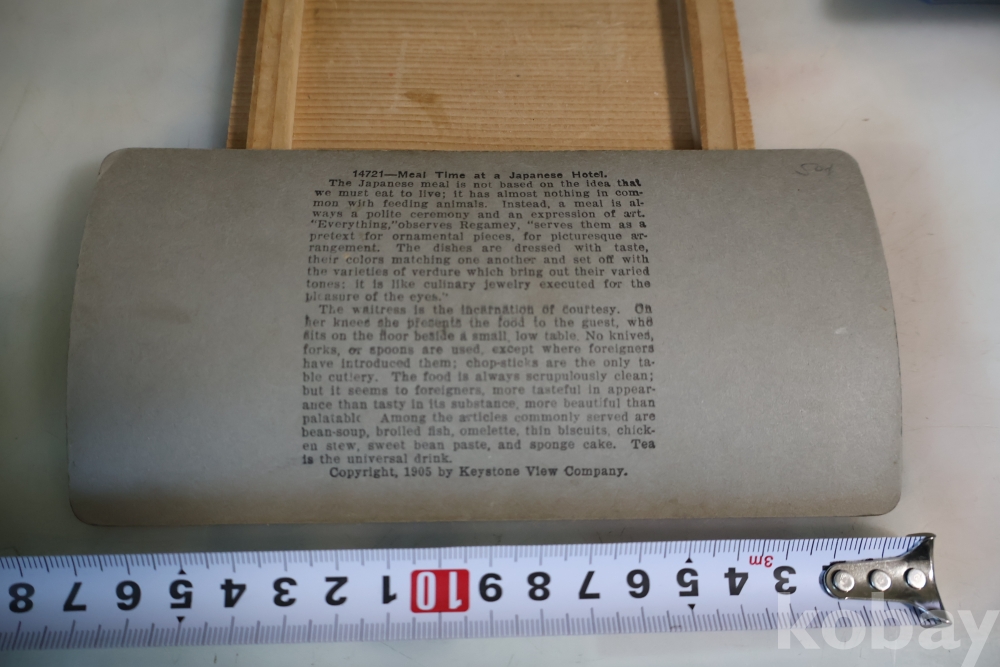 14721—Meal Time at a Japanese Hotel.
The Japanese meal is not based on the idea that
we must eat to live; it has almost nothing in com-
mon with feeding animals. Instead, a meal is al-
ways a polite ceremony and an expression of art.
"Everything,"observes Regamey, "serves them as a
pretext for ornamental pieces, for picturesque ar-
rangement. The dishes are dressed with taste,
their colors matching one another and set off with
the varieties of verdure which bring out their varied
tones; it is like culinary jewelry executed for the
pleasure of the eyes."
The waitress is the incarnation of courtesy. On
her knees she presents the food to the guest, who
sits on the floor beside a small, low table. No knives,
forks, or spoons are used, except where foreigners
have introduced them; chop-sticks are the only ta-
ble cutlery. The food is always scrupulously clean;
but it seems to foreigners, more tasteful in appear-
ance than tasty in its substance, more beautiful than
palatable Among the articles commonly served are
bean-soup, broiled fish, omelette, thin biscuits, chick-
en stew, sweet bean paste, and sponge cake. Tea
is the universal drink.
Copyright, 1905 by Keystone View Company.
8 7 6 5 4 3 2 1 10 9 8 7 6 5 4 3m 3
kobay